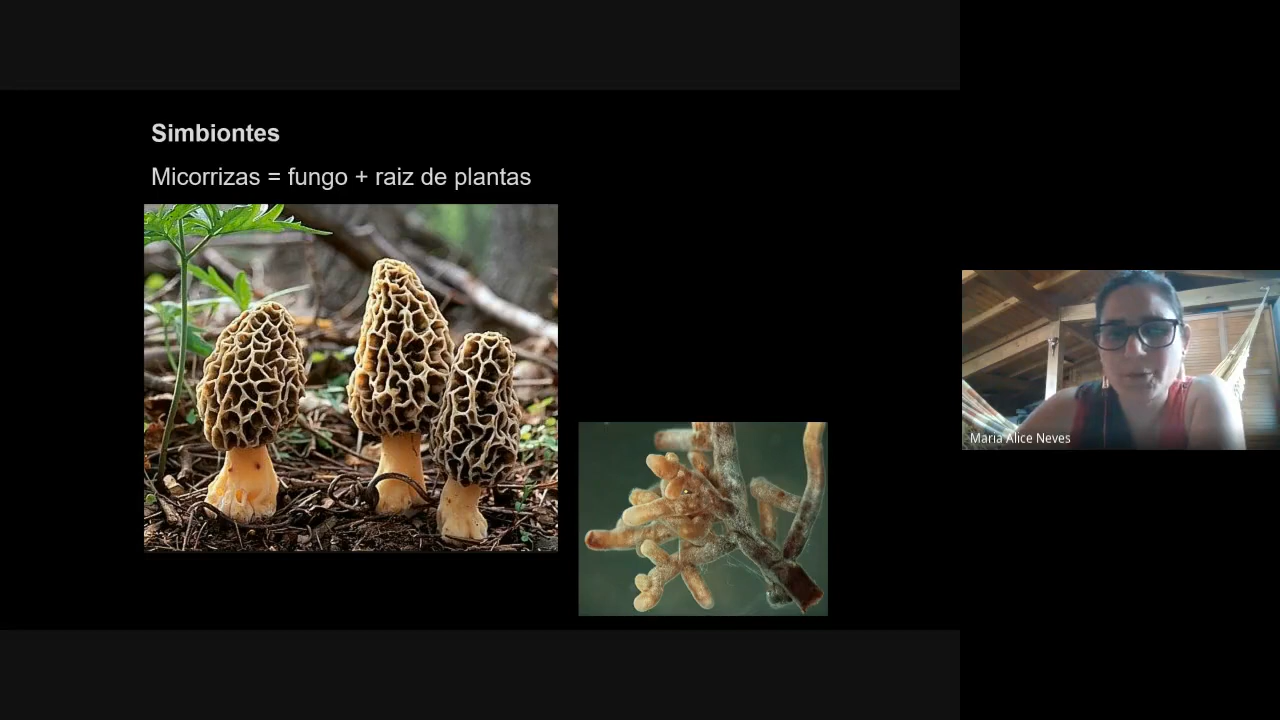 Simbiontes
Micorrizas = fungo + raiz de plantas
Maria Alice Neves